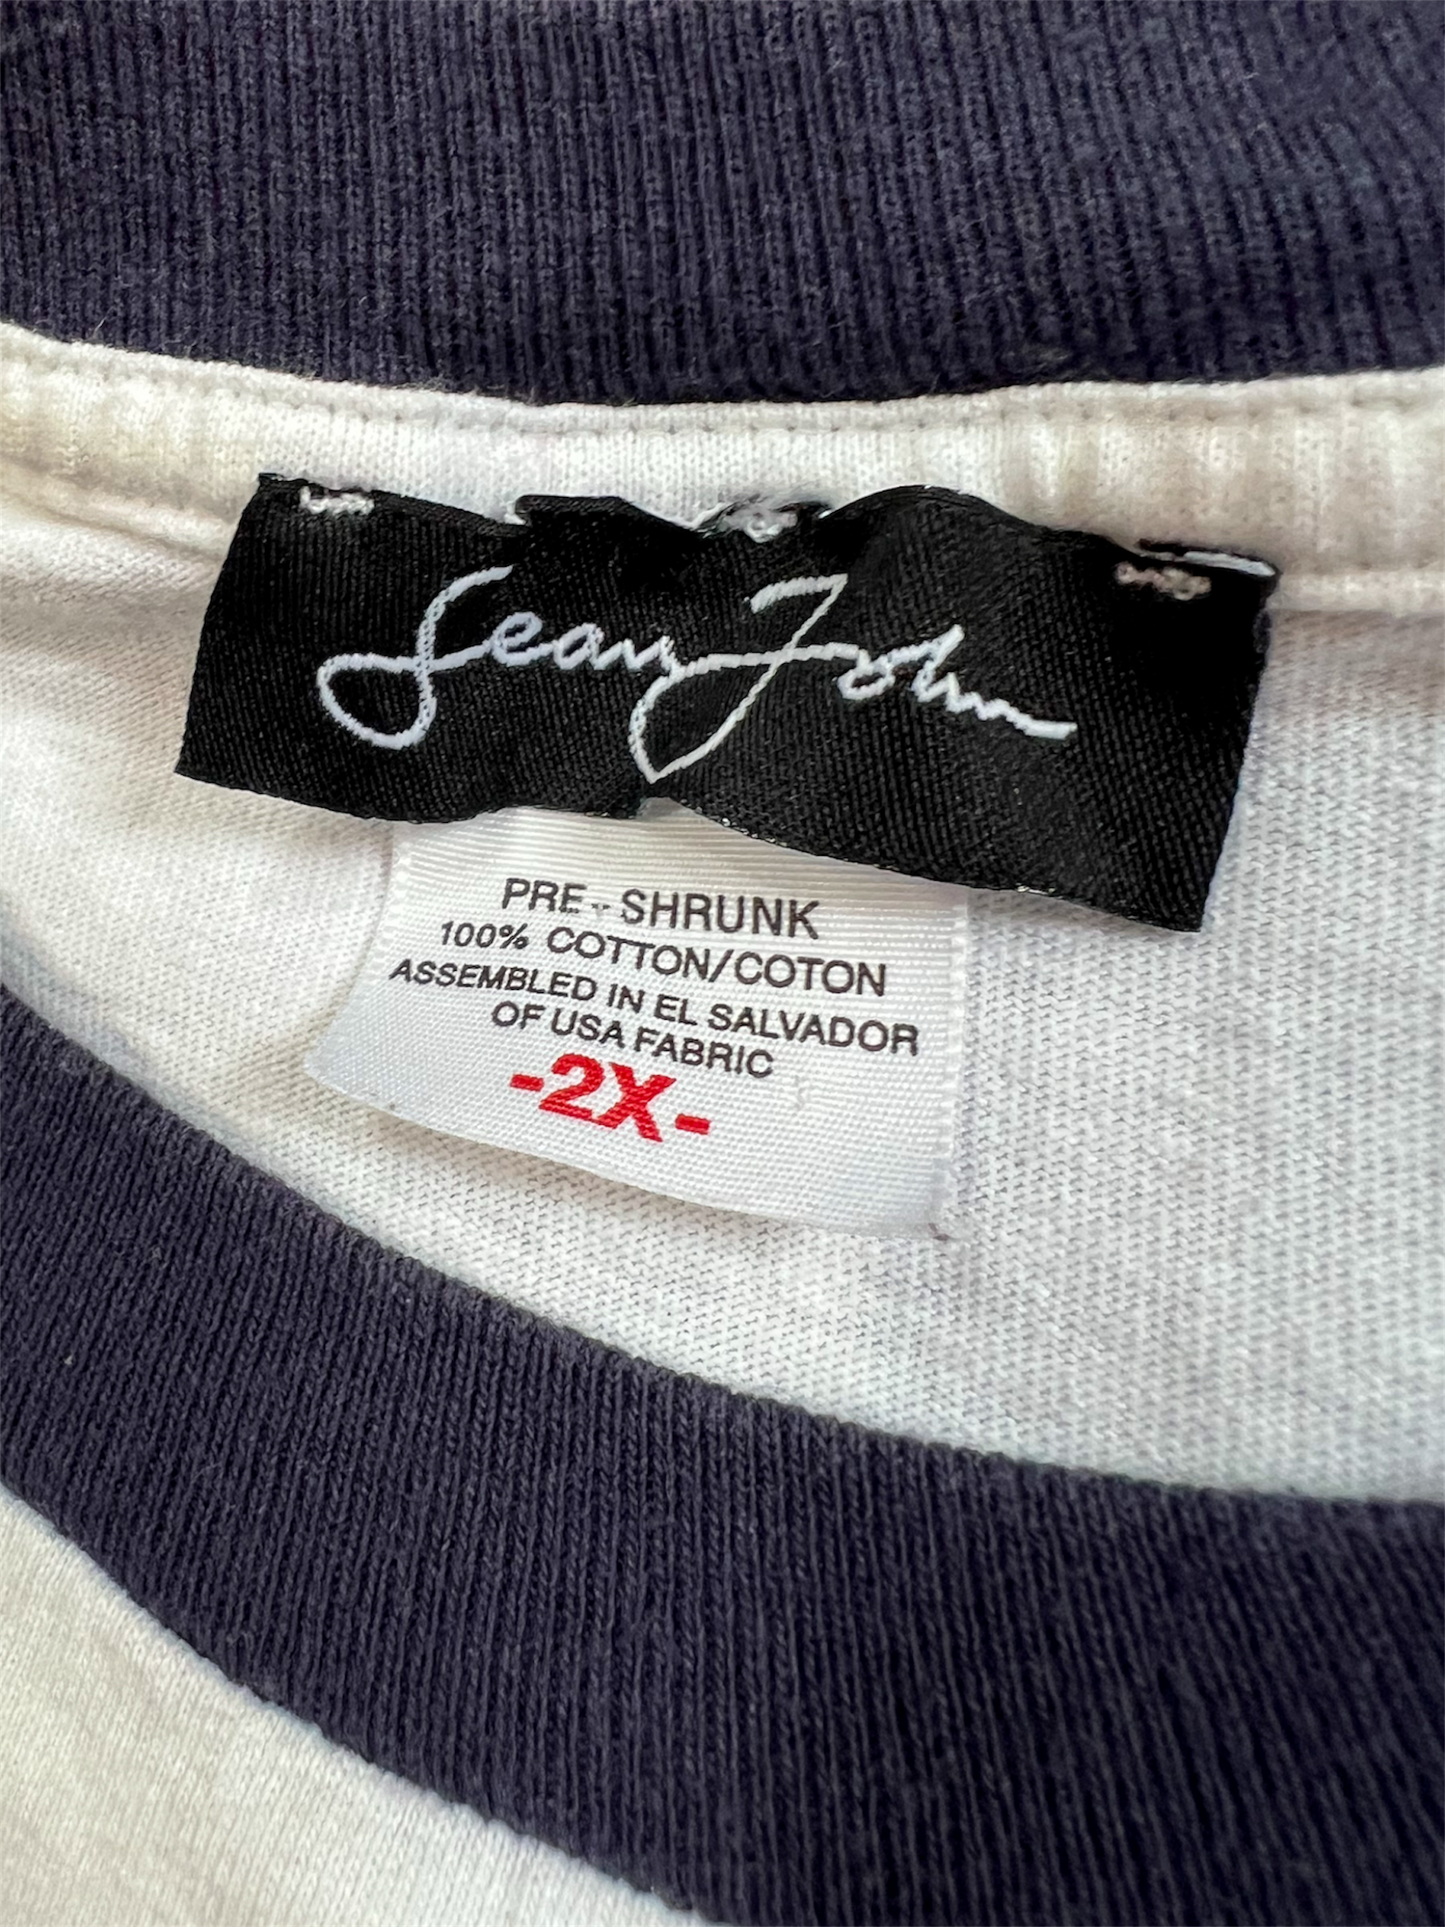 Sean John
PRE-SHRUNK
100% COTTON/COTON
ASSEMBLED IN EL SALVADOR
OF USA FABRIC
-2X-